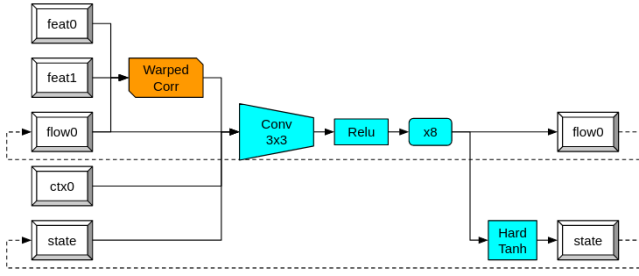 feat0
feat1
Warped
Corr
flow0
Conv
3x3
Relu
x8
flow0
ctx0
state
Hard
Tanh
state